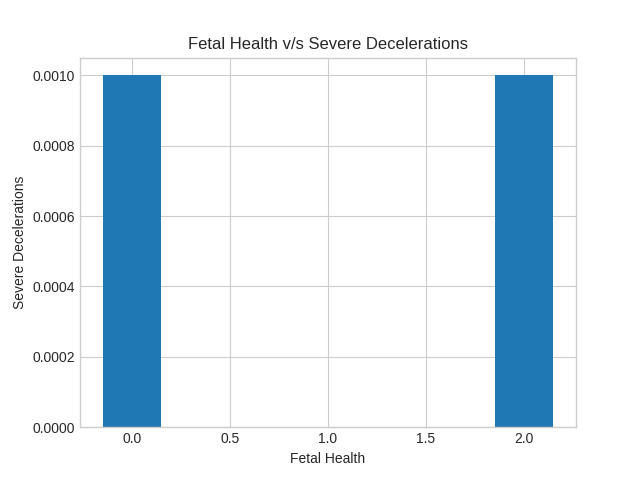 Fetal Health v/s Severe Decelerations
0.0010
0.0008
0.0006
0.0004
0.0002
0.0000
Severe Decelerations
0.0 0.5 1.0 1.5 2.0
Fetal Health